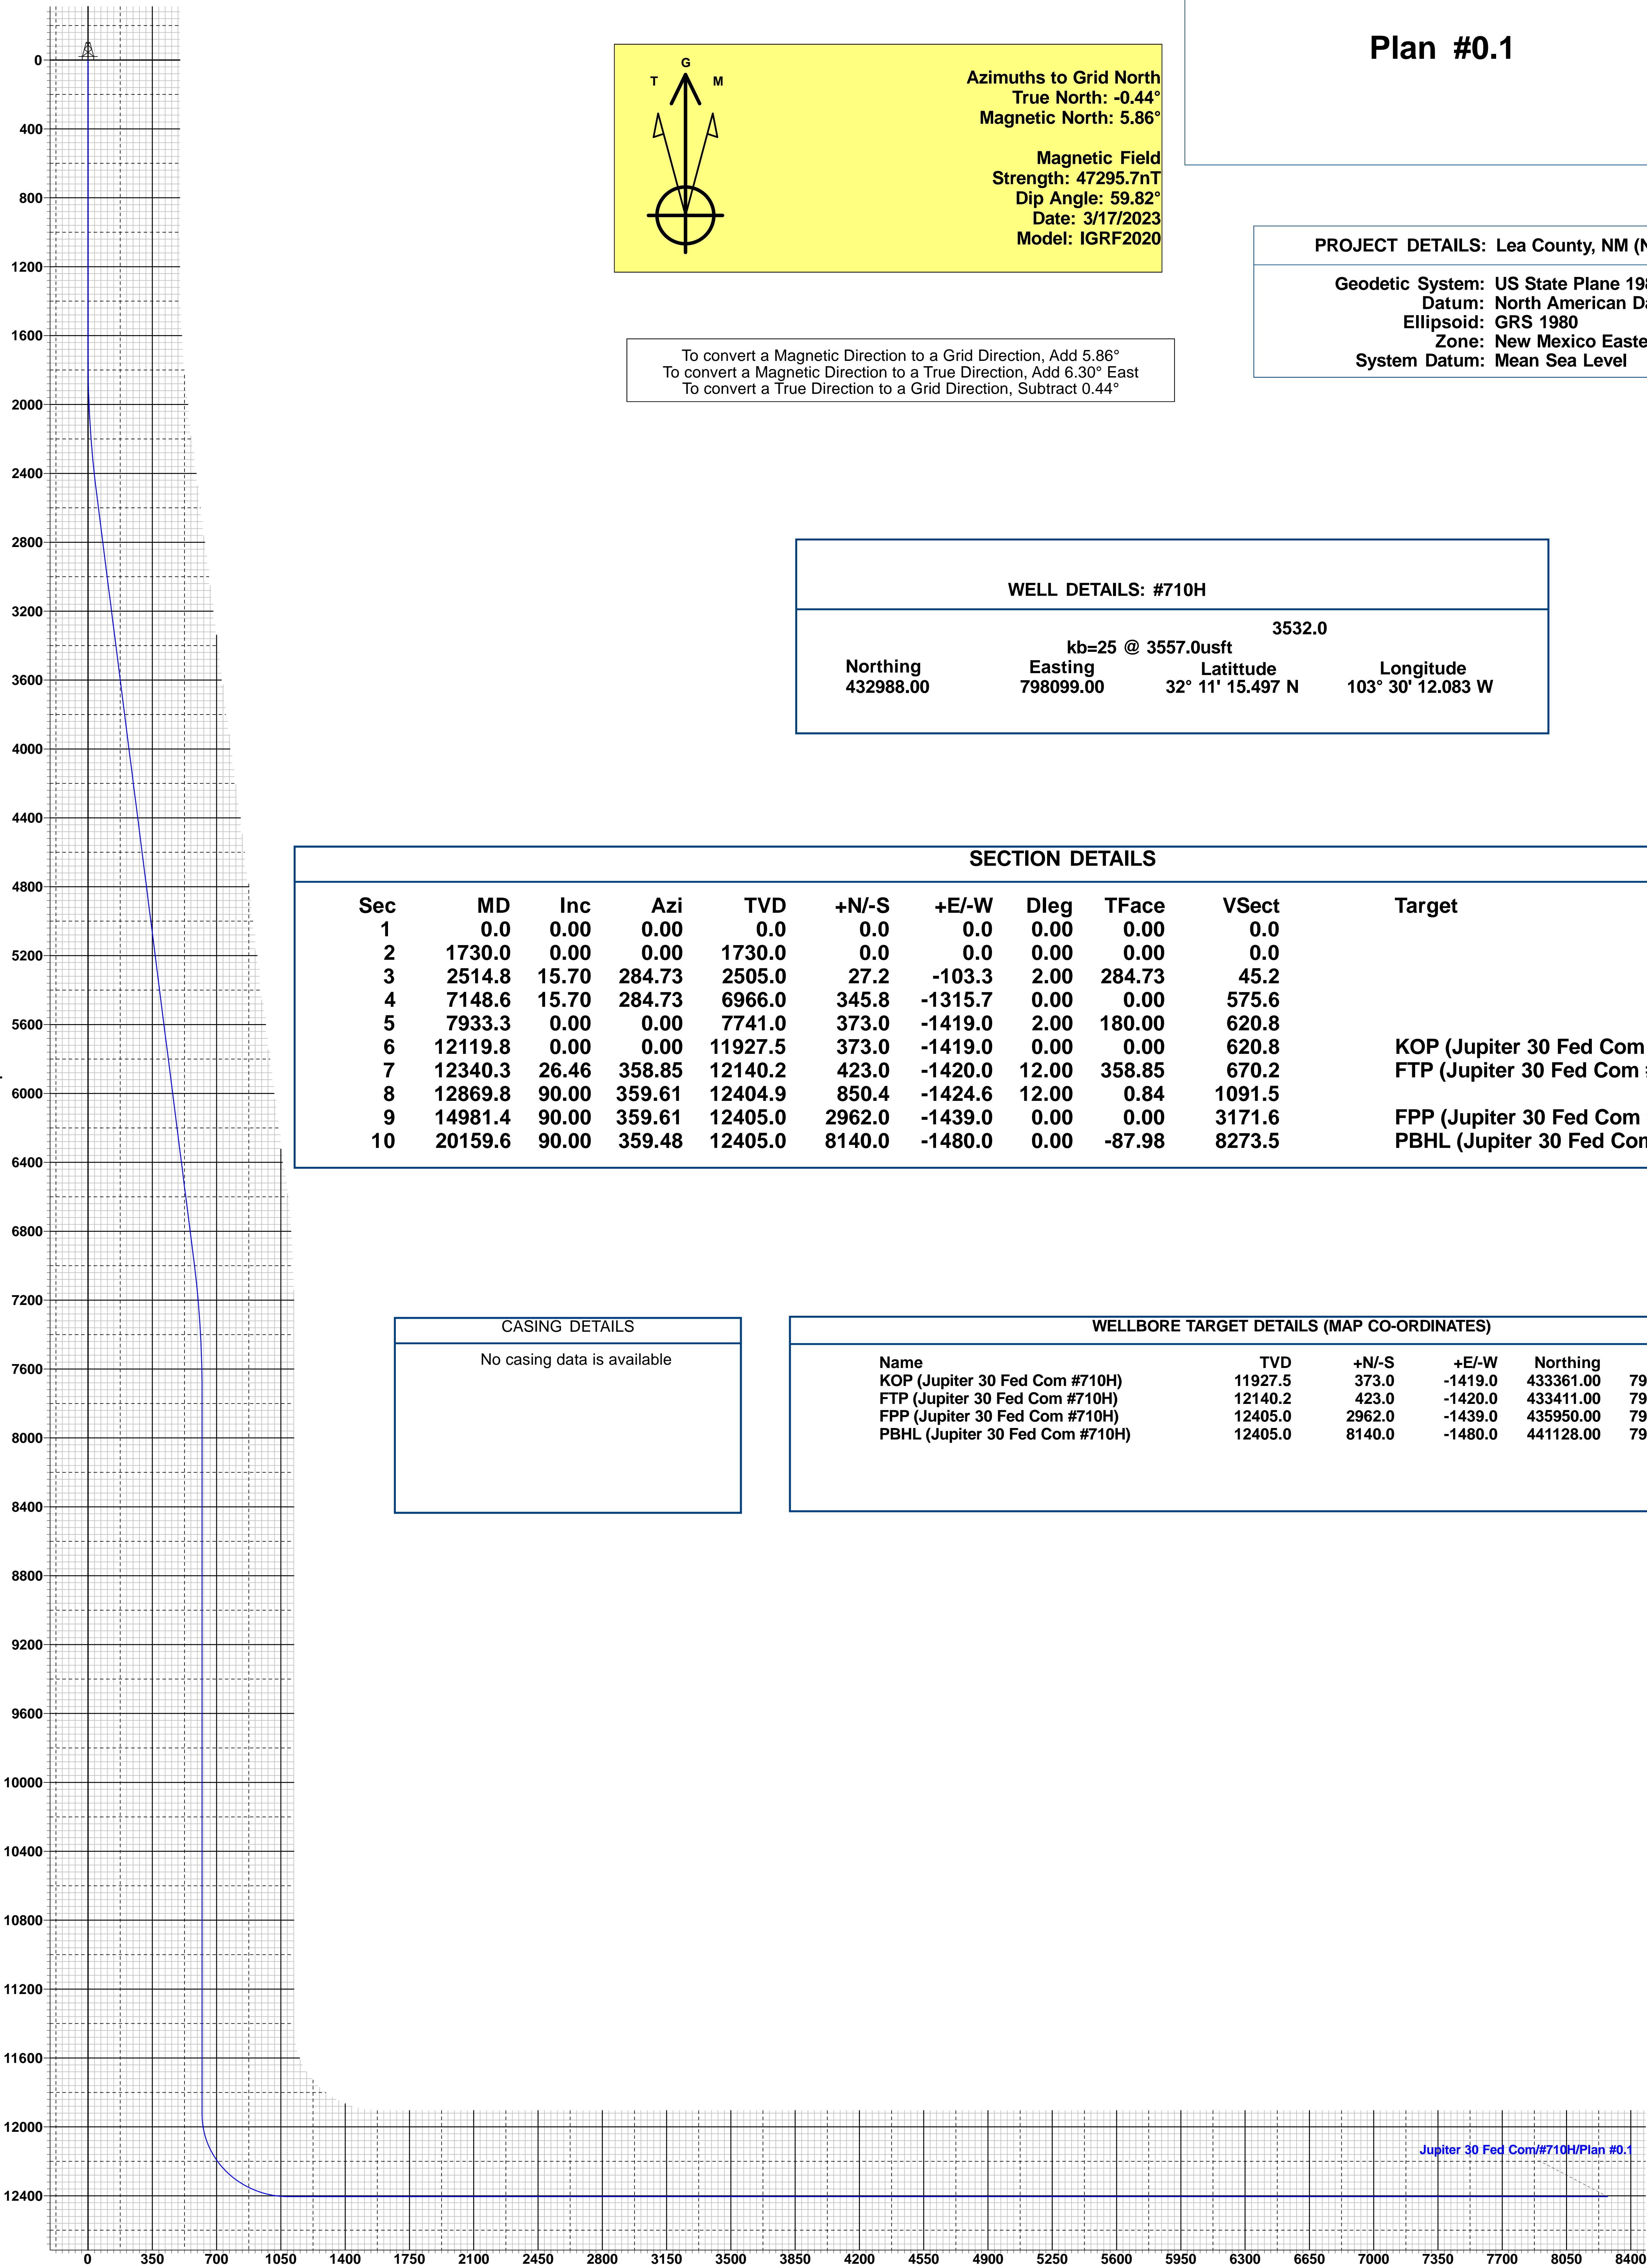 Plan #0.1
T G M
Azimuths to Grid North
True North: -0.44°
Magnetic North: 5.86°
Magnetic Field
Strength: 47295.7nT
Dip Angle: 59.82°
Date: 3/17/2023
Model: IGRF2020
PROJECT DETAILS: Lea County, NM
Geodetic System: US State Plane
Datum: North American
Ellipsoid: GRS 1980
Zone: New Mexico
System Datum: Mean Sea Level
To convert a Magnetic Direction to a Grid Direction, Add 5.86°
To convert a Magnetic Direction to a True Direction, Add 6.30° East
To convert a True Direction to a Grid Direction, Subtract 0.44°
WELL DETAILS: #710H
3532.0
kb=25 @ 3557.0usft
Northing Easting Latittude Longitude
432988.00 798099.00 32° 11' 15.497 N 103° 30' 12.083 W
SECTION DETAILS
Sec MD Inc Azi TVD +N/-S +E/-W Dleg TFace VSect Target
1 0.0 0.00 0.00 0.0 0.0 0.0 0.00 0.00 0.0
2 1730.0 0.00 0.00 1730.0 0.0 0.0 0.00 0.00 0.0
3 2514.8 15.70 284.73 2505.0 27.2 -103.3 2.00 284.73 45.2
4 7148.6 15.70 284.73 6966.0 345.8 -1315.7 0.00 0.00 575.6
5 7933.3 0.00 0.00 7741.0 373.0 -1419.0 2.00 180.00 620.8
6 12119.8 0.00 0.00 11927.5 373.0 -1419.0 0.00 0.00 620.8 KOP (Jupiter 30 Fed Com
7 12340.3 26.46 358.85 12140.2 423.0 -1420.0 12.00 358.85 670.2 FTP (Jupiter 30 Fed Com
8 12869.8 90.00 359.61 12404.9 850.4 -1424.6 12.00 0.84 1091.5
9 14981.4 90.00 359.61 12405.0 2962.0 -1439.0 0.00 0.00 3171.6 FPP (Jupiter 30 Fed Com
10 20159.6 90.00 359.48 12405.0 8140.0 -1480.0 0.00 -87.98 8273.5 PBHL (Jupiter 30 Fed
CASING DETAILS
No casing data is available
WELLBORE TARGET DETAILS (MAP CO-ORDINATES)
Name TVD +N/-S +E/-W Northing
KOP (Jupiter 30 Fed Com #710H) 11927.5 373.0 -1419.0 433361.00
FTP (Jupiter 30 Fed Com #710H) 12140.2 423.0 -1420.0 433411.00
FPP (Jupiter 30 Fed Com #710H) 12405.0 2962.0 -1439.0 435950.00
PBHL (Jupiter 30 Fed Com #710H) 12405.0 8140.0 -1480.0 441128.00
0
400
800
1200
1600
2000
2400
2800
3200
3600
4000
4400
4800
5200
5600
6000
6400
6800
7200
7600
8000
8400
8800
9200
9600
10000
10400
10800
11200
11600
12000
12400
Jupiter 30 Fed Com/#710H/Plan #0.1
0 350 700 1050 1400 1750 2100 2450 2800 3150 3500 3850 4200 4550 4900 5250 5600 5950 6300 6650 7000 7350 7700 8050 8400